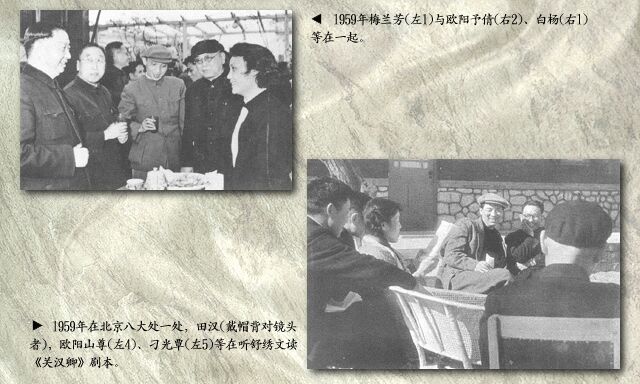 ◀ 1959年梅兰芳(左1)与欧阳予倩(右2)、白杨(右1)
等在一起。
▶ 1959年在北京八大处一处，田汉(戴帽背对镜头
者)，欧阳山尊(左4)、刁光覃(左5)等在听舒绣文读
《关汉卿》剧本。